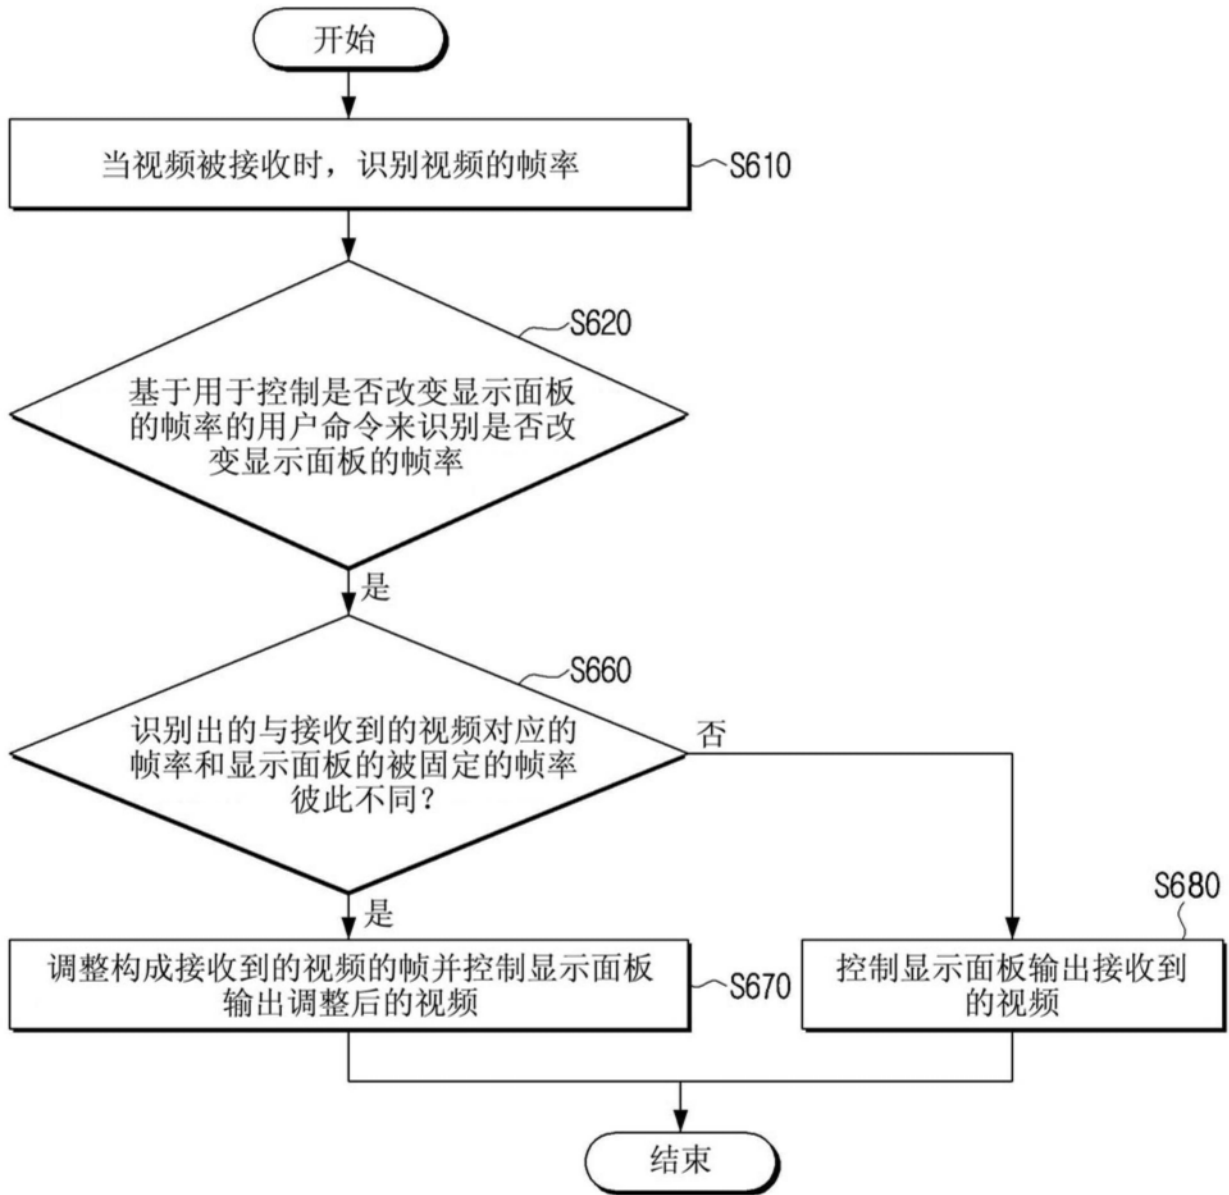 开始
当视频被接收时，识别视频的帧率
S610
S620
基于用于控制是否改变显示面板
的帧率的用户命令来识别是否改
变显示面板的帧率
是
S660
识别出的与接收到的视频对应的
帧率和显示面板的被固定的帧率
彼此不同？
否
是
S680
调整构成接收到的视频的帧并控制显示面板
输出调整后的视频
S670
控制显示面板输出接收到
的视频
结束